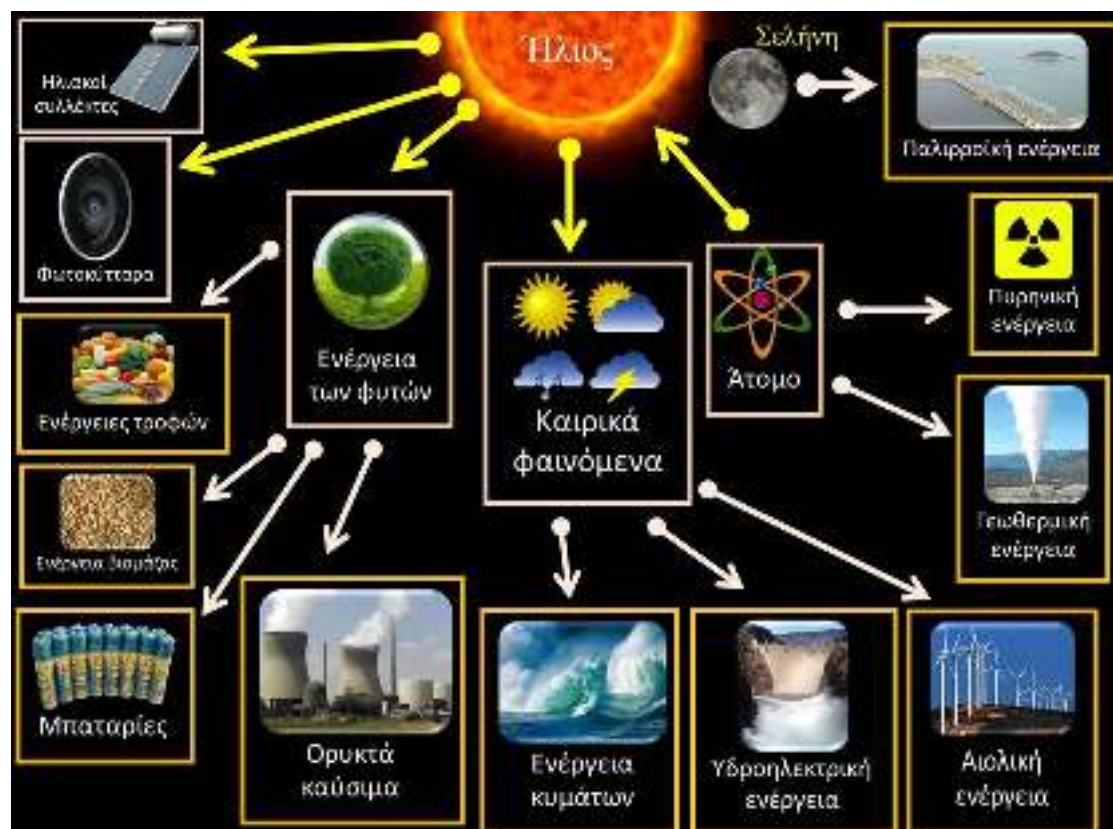 Ήλιος
Σελήνη
Ηλιακοί
συλλέντες
Παλιρροϊκή ενέργεια
Φωτοκύτταρα
Πυρηνική
ενέργεια
Ενέργεια
των φυτών
Άτομο
Ενέργειες τροφών
Καιρικά
φαινόμενα
Γεωθερμική
ενέργεια
Ενέργεια βιομάζας
Μπαταρίες
Ορυκτά
καύσιμα
Ενέργεια
κυμάτων
Υδροηλεκτρική
ενέργεια
Αιολική
ενέργεια